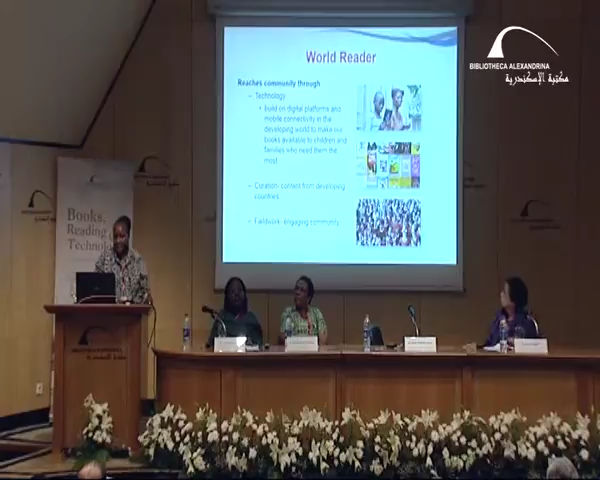 World Reader
BIBLIOTHECA ALEXANDRINA
مكتبة الإسكندرية
Reaches community through
– Technology
• build on digital platforms and
mobile connectivity in the
developing world to make our
books available to children and
families who need them the
most.
– Curation- content from developing
countries
– Fieldwork- engaging community
Books,
Reading
Technology